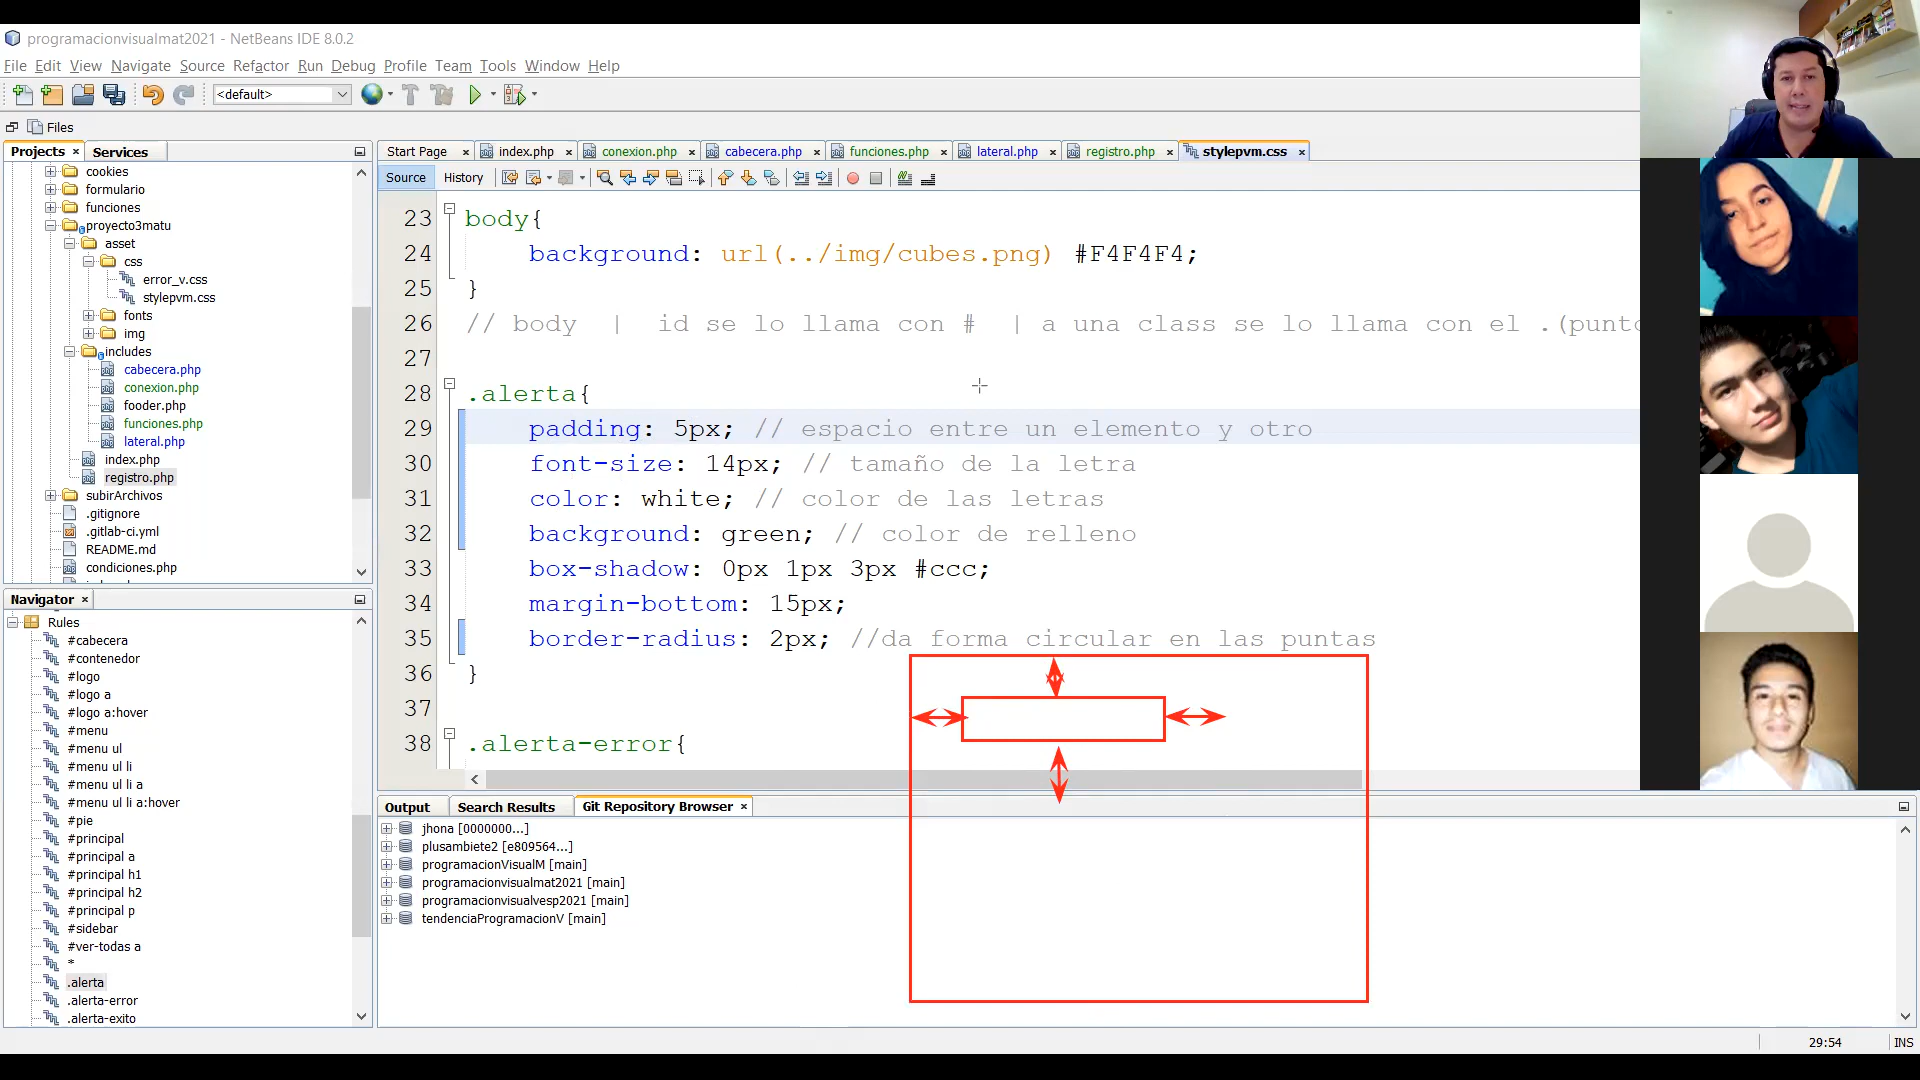 programacionvisualmat2021 - NetBeans IDE 8.0.2
File Edit View Navigate Source Refactor Run Debug Profile Team Tools Window Help
<default>
Files
Projects
Services
cookies
formulario
funciones
proyecto3matu
asset
css
error_v.css
stylepvm.css
fonts
img
includes
cabecera.php
conexion.php
fooder.php
funciones.php
lateral.php
index.php
registro.php
subirArchivos
.gitignore
.gitlab-ci.yml
README.md
condiciones.php
Navigator
Rules
#cabecera
#contenedor
#logo
#logo a
#logo a:hover
#menu
#menu ul
#menu ul li
#menu ul li a
#menu ul li a:hover
#pie
#principal
#principal a
#principal h1
#principal h2
#principal p
#sidebar
#ver-todas a
*
.alerta
.alerta-error
.alerta-exito
Start Page index.php conexion.php cabecera.php funciones.php lateral.php registro.php stylepvm.css
Source History
23 body{
24 background: url(../img/cubes.png) #F4F4F4;
25 }
26 // body | id se lo llama con # | a una class se lo llama con el .(punto
27
28 .alerta{
29 padding: 5px; // espacio entre un elemento y otro
30 font-size: 14px; // tamaño de la letra
31 color: white; // color de las letras
32 background: green; // color de relleno
33 box-shadow: 0px 1px 3px #ccc;
34 margin-bottom: 15px;
35 border-radius: 2px; //da forma circular en las puntas
36 }
37
38 .alerta-error{
Output Search Results Git Repository Browser
jhona [0000000...]
plusambiete2 [e809564...]
programacionVisualM [main]
programacionvisualmat2021 [main]
programacionvisualvesp2021 [main]
tendenciaProgramacionV [main]
29:54 INS